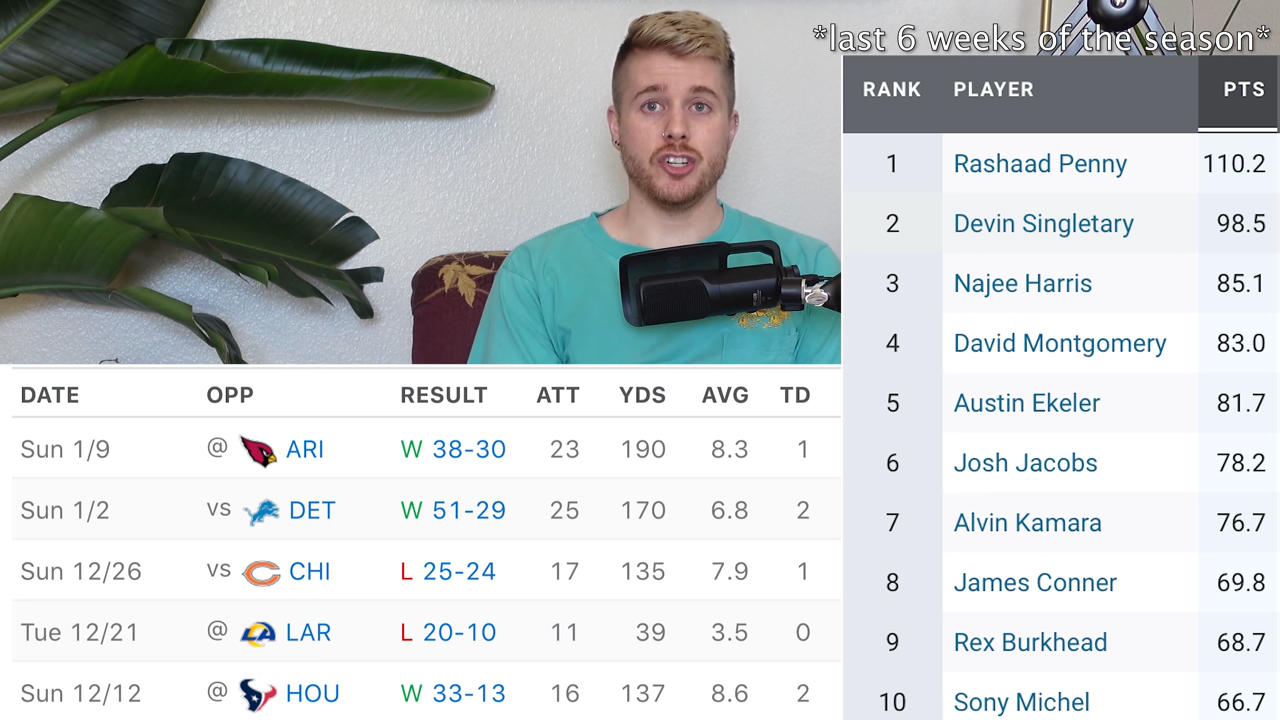 *last 6 weeks of the season*
RANK PLAYER PTS
1 Rashaad Penny 110.2
2 Devin Singletary 98.5
3 Najee Harris 85.1
4 David Montgomery 83.0
5 Austin Ekeler 81.7
6 Josh Jacobs 78.2
7 Alvin Kamara 76.7
8 James Conner 69.8
9 Rex Burkhead 68.7
10 Sony Michel 66.7
DATE OPP RESULT ATT YDS AVG TD
Sun 1/9 @ ARI W 38-30 23 190 8.3 1
Sun 1/2 vs DET W 51-29 25 170 6.8 2
Sun 12/26 vs CHI L 25-24 17 135 7.9 1
Tue 12/21 @ LAR L 20-10 11 39 3.5 0
Sun 12/12 @ HOU W 33-13 16 137 8.6 2